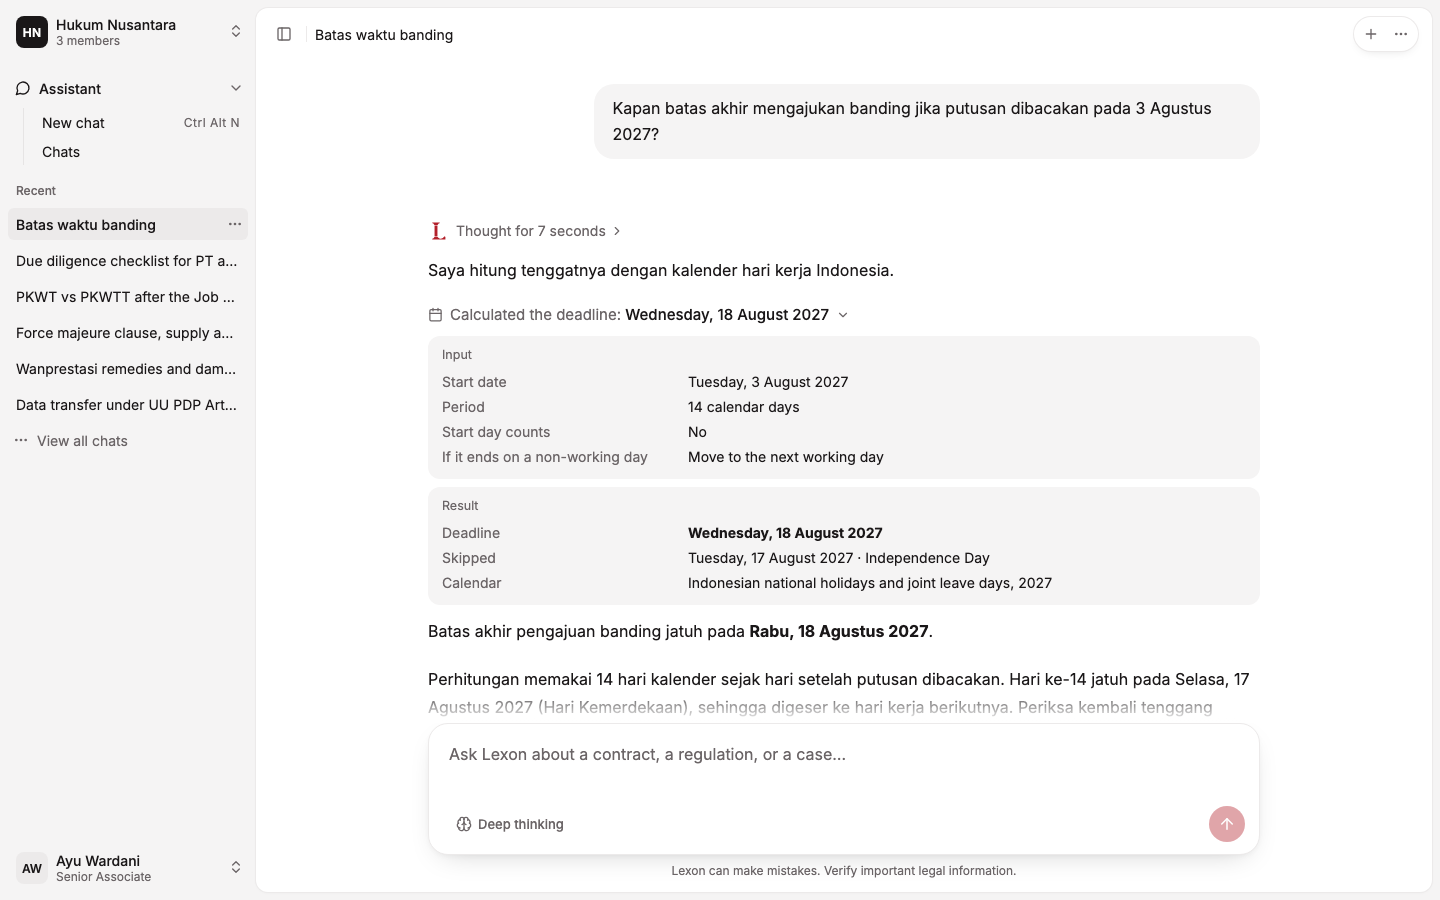 HN
Hukum Nusantara
3 members
Assistant
New chat Ctrl Alt N
Chats
Recent
Batas waktu banding
Due diligence checklist for PT a...
PKWT vs PKWTT after the Job ...
Force majeure clause, supply a...
Wanprestasi remedies and dam...
Data transfer under UU PDP Art...
View all chats
AW
Ayu Wardani
Senior Associate
Batas waktu banding
Kapan batas akhir mengajukan banding jika putusan dibacakan pada 3 Agustus
2027?
L Thought for 7 seconds
Saya hitung tenggatnya dengan kalender hari kerja Indonesia.
Calculated the deadline: Wednesday, 18 August 2027
Input
Start date Tuesday, 3 August 2027
Period 14 calendar days
Start day counts No
If it ends on a non-working day Move to the next working day
Result
Deadline Wednesday, 18 August 2027
Skipped Tuesday, 17 August 2027 · Independence Day
Calendar Indonesian national holidays and joint leave days, 2027
Batas akhir pengajuan banding jatuh pada Rabu, 18 Agustus 2027.
Perhitungan memakai 14 hari kalender sejak hari setelah putusan dibacakan. Hari ke-14 jatuh pada Selasa, 17
Agustus 2027 (Hari Kemerdekaan), sehingga digeser ke hari kerja berikutnya. Periksa kembali tenggang
Ask Lexon about a contract, a regulation, or a case...
Deep thinking
Lexon can make mistakes. Verify important legal information.